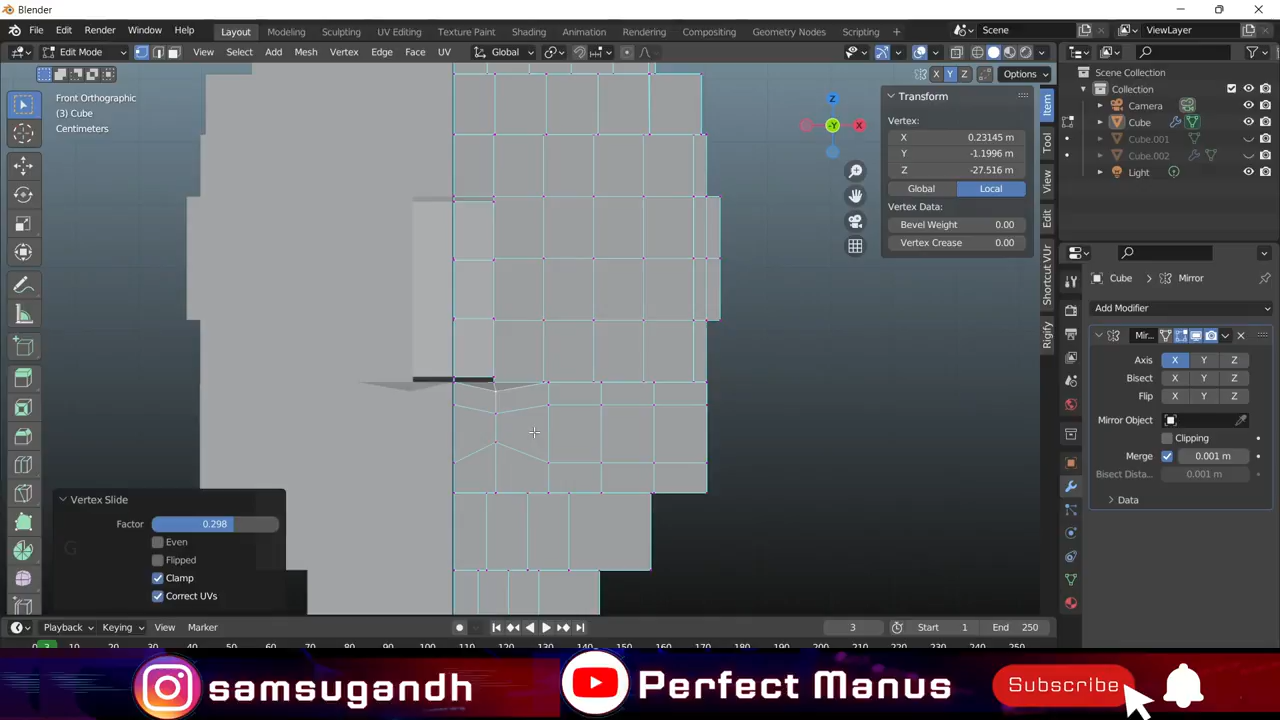 Blender
File Edit Render Window Help Layout Modeling Sculpting UV Editing Texture Paint Shading Animation Rendering Compositing Geometry Nodes Scripting Scene ViewLayer
Edit Mode View Select Add Mesh Vertex Edge Face UV Global
X Y Z Options
Front Orthographic
(3) Cube
Centimeters
Z
-Y X
Transform
Vertex:
X 0.23145 m
Y -1.1996 m
Z -27.516 m
Global Local
Vertex Data:
Bevel Weight 0.00
Vertex Crease 0.00
Item
Tool
View
Edit
Shortcut VUr
Rigify
Scene Collection
Collection
Camera
Cube
Cube.001
Cube.002
Light
Cube Mirror
Add Modifier
Mir..
Axis X Y Z
Bisect X Y Z
Flip X Y Z
Mirror Object
Clipping
Merge 0.001 m
Bisect Dista.. 0.001 m
Data
Vertex Slide
Factor 0.298
Even
Flipped
Clamp
Correct UVs
G
Playback Keying View Marker 3 Start 1 End 250
3
samsugandh
Perfect Manus
Subscribe